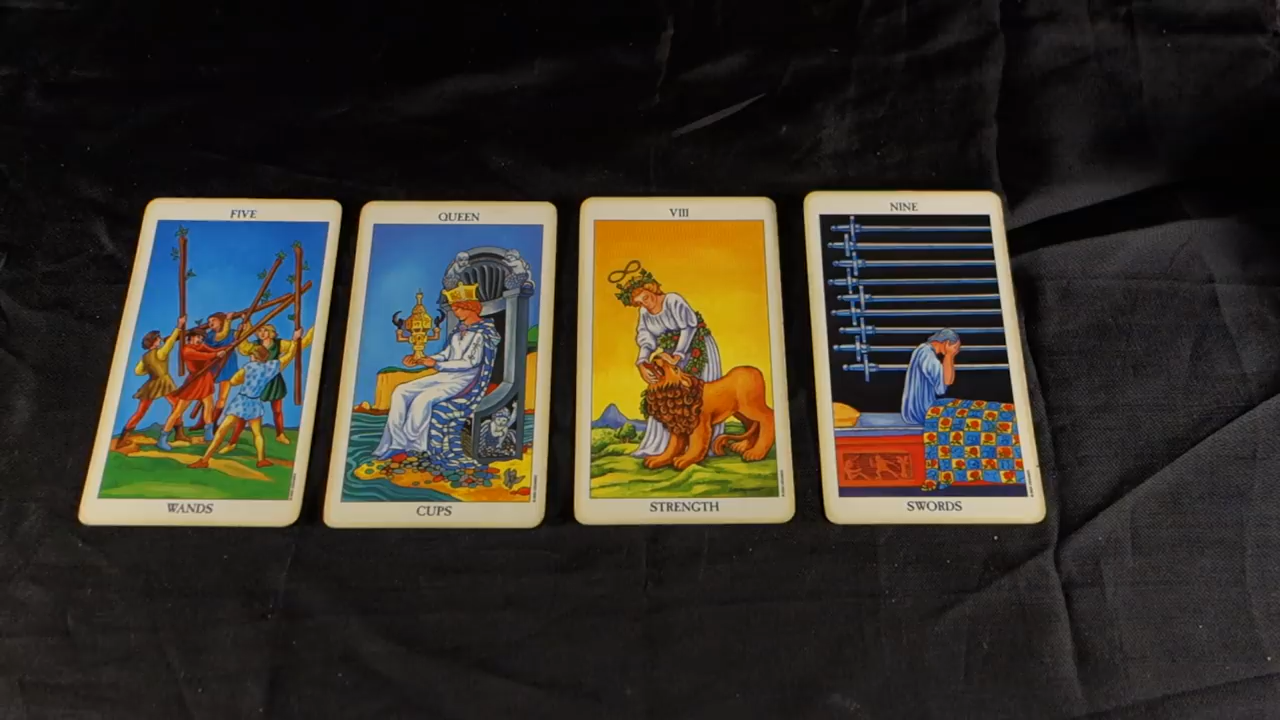 FIVE
WANDS
QUEEN
CUPS
VIII
STRENGTH
NINE
SWORDS